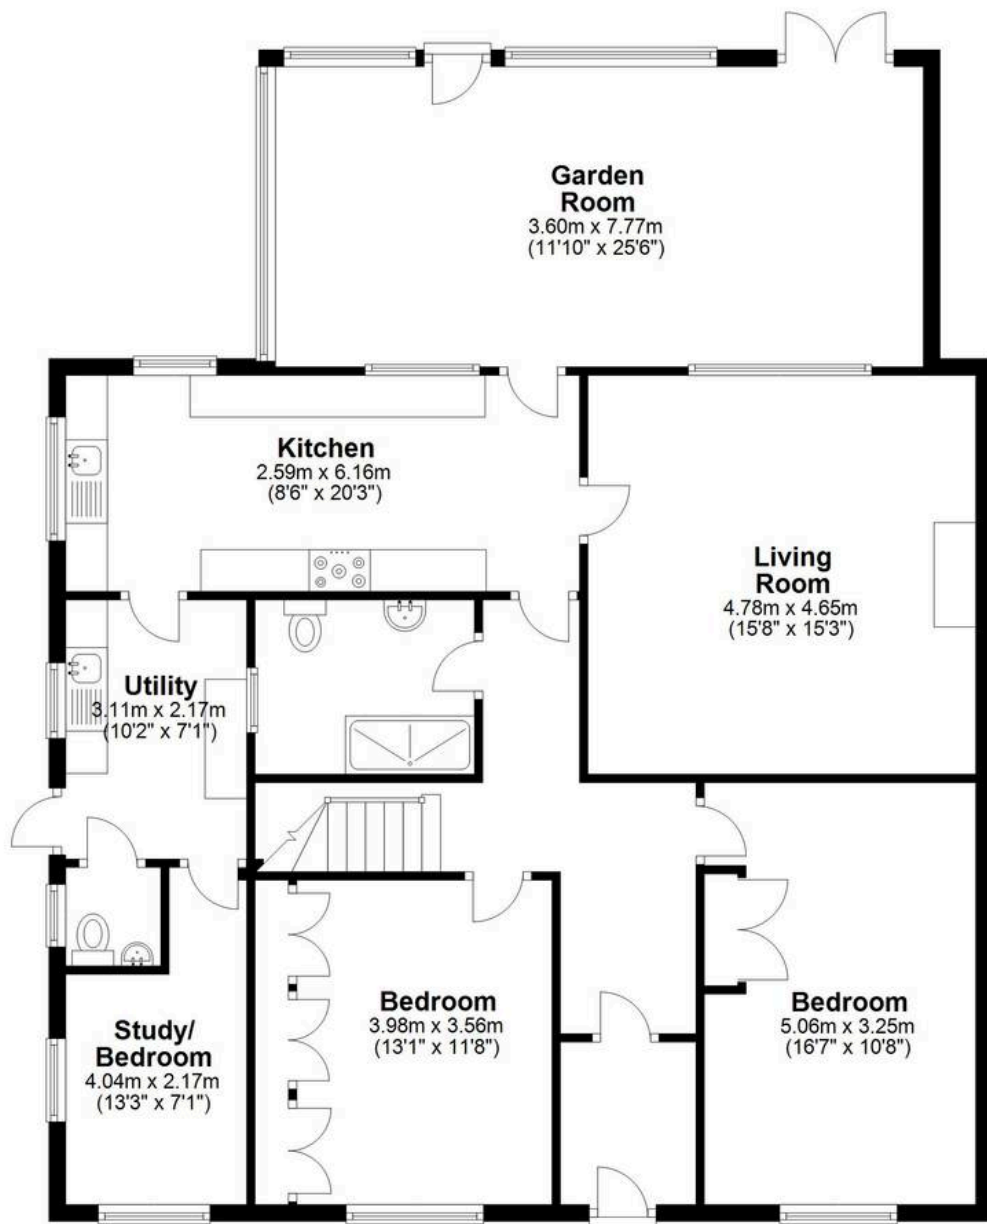 Garden
Room
3.60m x 7.77m
(11'10" x 25'6")
Kitchen
2.59m x 6.16m
(8'6" x 20'3")
Living
Room
4.78m x 4.65m
(15'8" x 15'3")
Utility
3.11m x 2.17m
(10'2" x 7'1")
Study/
Bedroom
4.04m x 2.17m
(13'3" x 7'1")
Bedroom
3.98m x 3.56m
(13'1" x 11'8")
Bedroom
5.06m x 3.25m
(16'7" x 10'8")